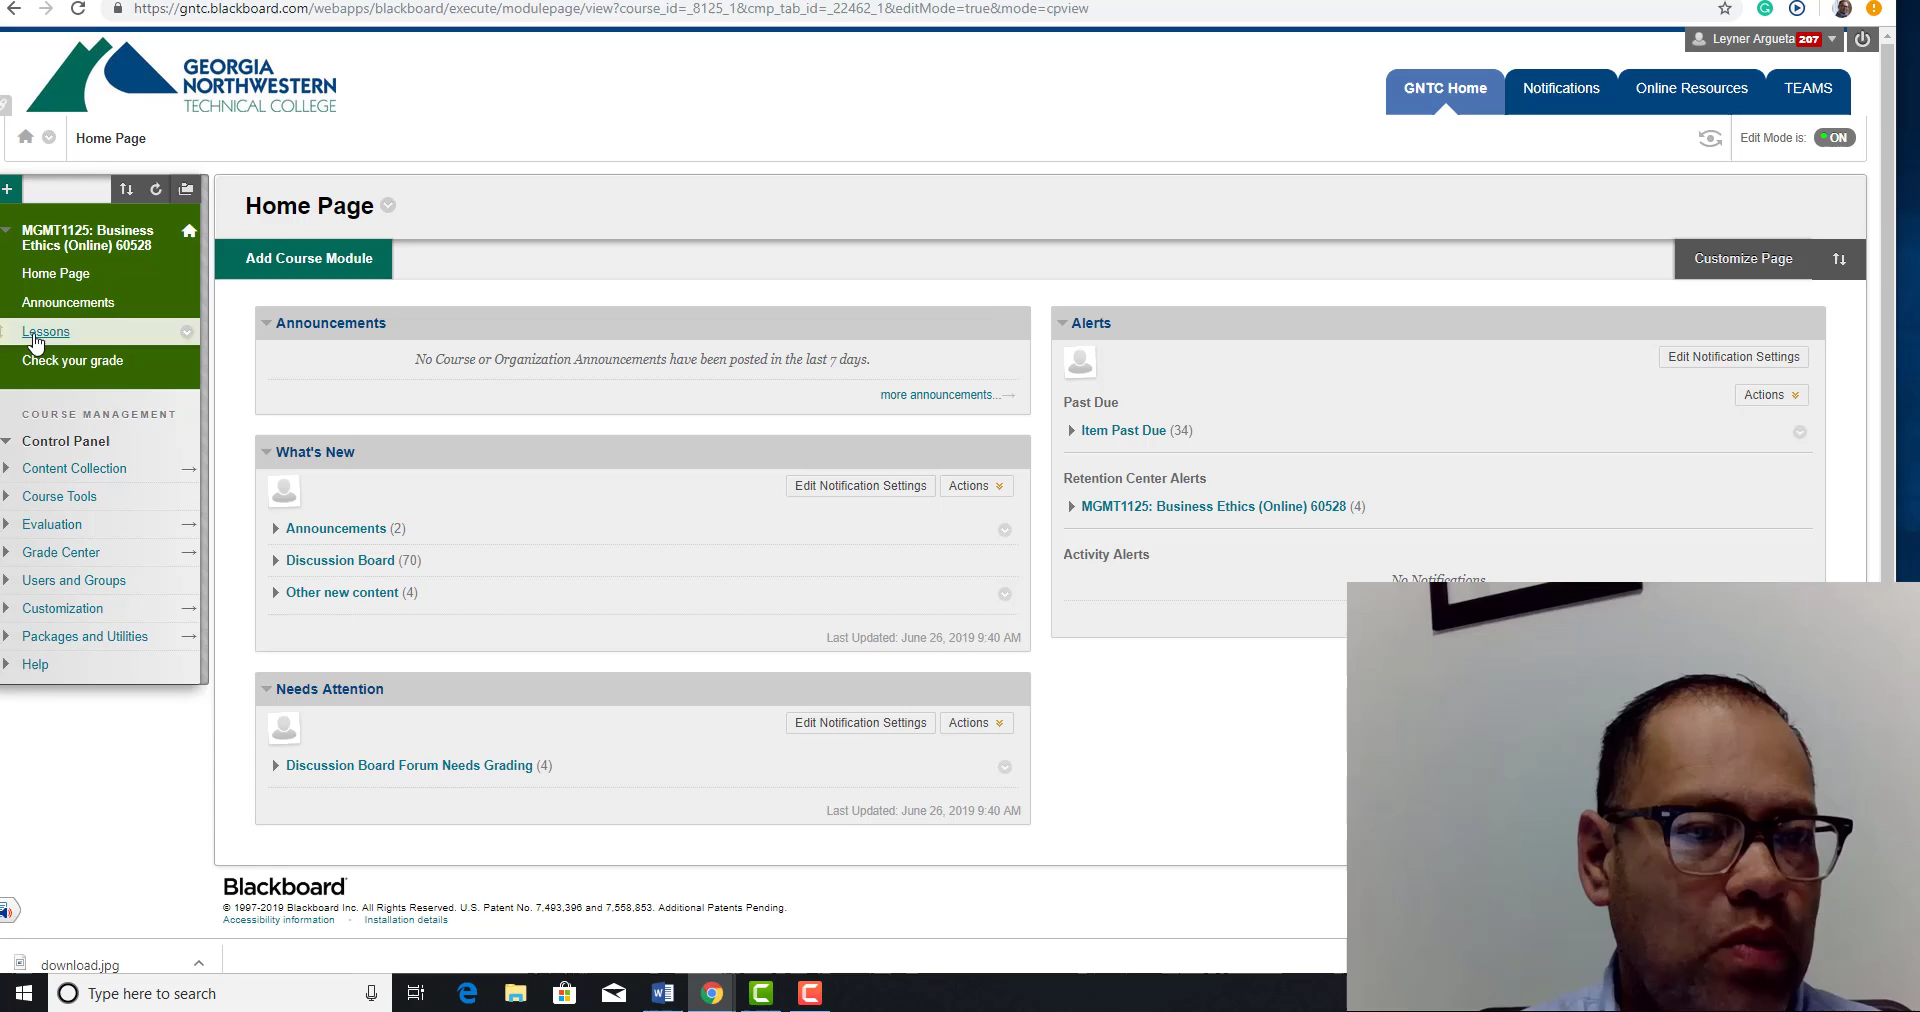 https://gntc.blackboard.com/webapps/blackboard/execute/modulepage/view?course_id=_8125_1&cmp_tab_id=_22462_1&editMode=true&mode=cpview
Leyner Argueta 207
GEORGIA
NORTHWESTERN
TECHNICAL COLLEGE
GNTC Home
Notifications
Online Resources
TEAMS
Home Page
Edit Mode is:
ON
MGMT1125: Business
Ethics (Online) 60528
Home Page
Announcements
Lessons
Check your grade
COURSE MANAGEMENT
Control Panel
Content Collection
Course Tools
Evaluation
Grade Center
Users and Groups
Customization
Packages and Utilities
Help
Home Page
Add Course Module
Customize Page
Announcements
No Course or Organization Announcements have been posted in the last 7 days.
more announcements...
What's New
Edit Notification Settings
Actions
Announcements (2)
Discussion Board (70)
Other new content (4)
Last Updated: June 26, 2019 9:40 AM
Needs Attention
Edit Notification Settings
Actions
Discussion Board Forum Needs Grading (4)
Last Updated: June 26, 2019 9:40 AM
Alerts
Edit Notification Settings
Actions
Past Due
Item Past Due (34)
Retention Center Alerts
MGMT1125: Business Ethics (Online) 60528 (4)
Activity Alerts
No Notifications
Blackboard
© 1997-2019 Blackboard Inc. All Rights Reserved. U.S. Patent No. 7,493,396 and 7,558,853. Additional Patents Pending.
Accessibility information - Installation details
download.jpg
Type here to search